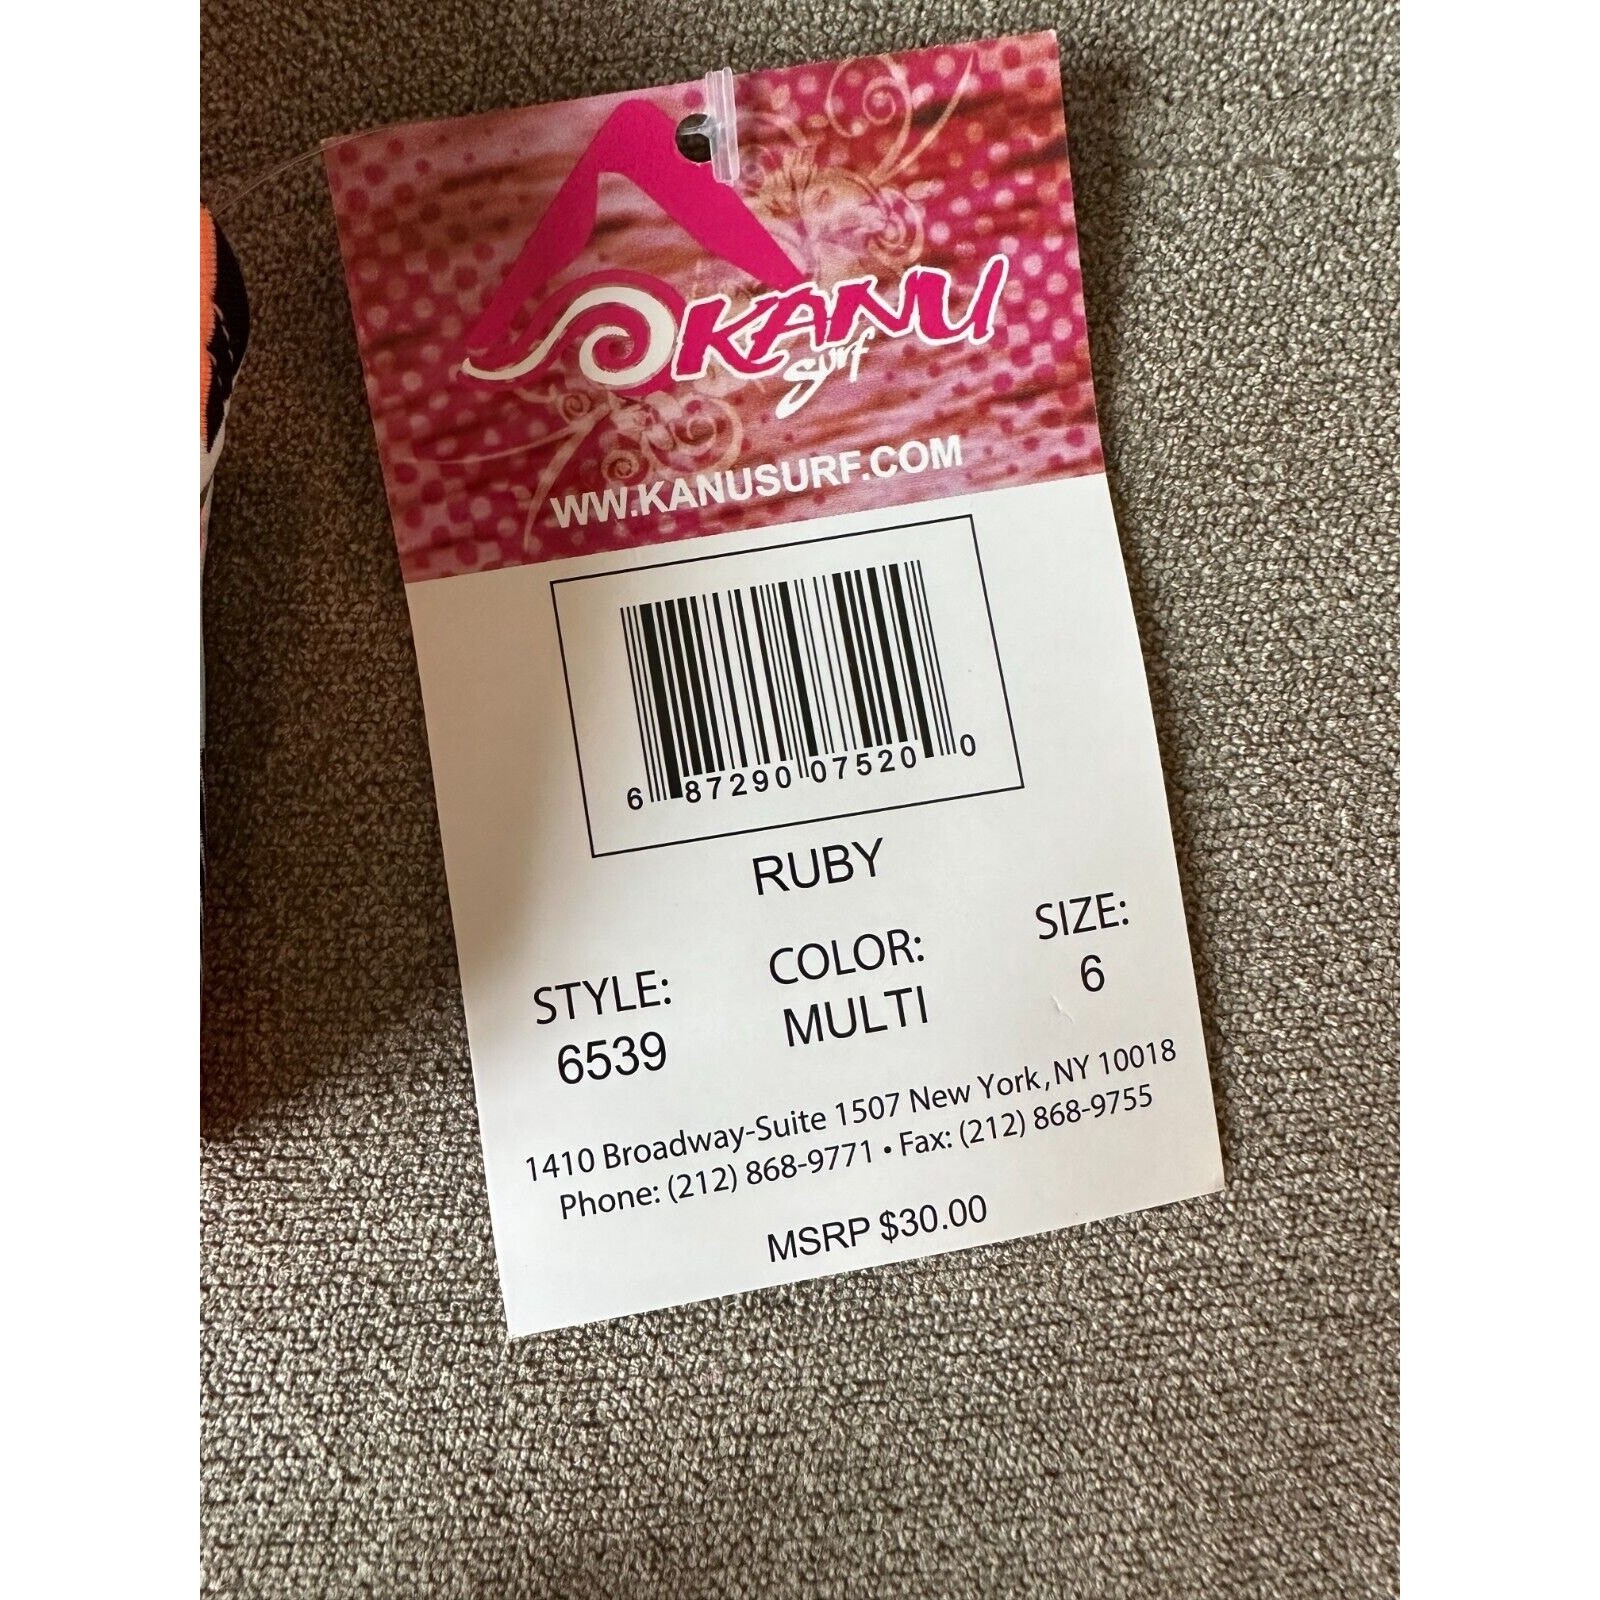 KANU
Surf
WW.KANUSURF.COM
6 87290 07520 0
RUBY
STYLE: COLOR: SIZE:
6539 MULTI 6
1410 Broadway-Suite 1507 New York, NY 10018
Phone: (212) 868-9771 • Fax: (212) 868-9755
MSRP $30.00